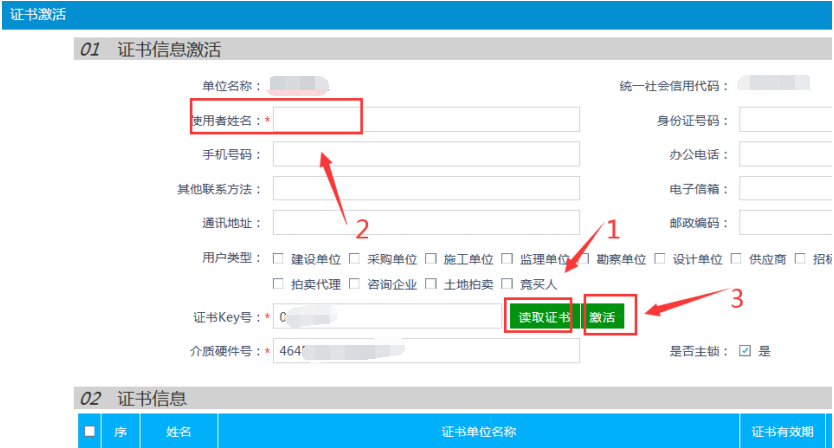 证书激活
01 证书信息激活
单位名称： 统一社会信用代码：
使用者姓名：* 身份证号码：
手机号码： 办公电话：
2
其他联系方法： 电子信箱：
通讯地址： 邮政编码：
1
用户类型： 建设单位 采购单位 施工单位 监理单位 勘察单位 设计单位 供应商 招标
拍卖代理 咨询企业 土地拍卖 竞买人
3
证书Key号：* 0 读取证书 激活
介质硬件号：* 464 是否主锁： 是
02 证书信息
序 姓名 证书单位名称 证书有效期